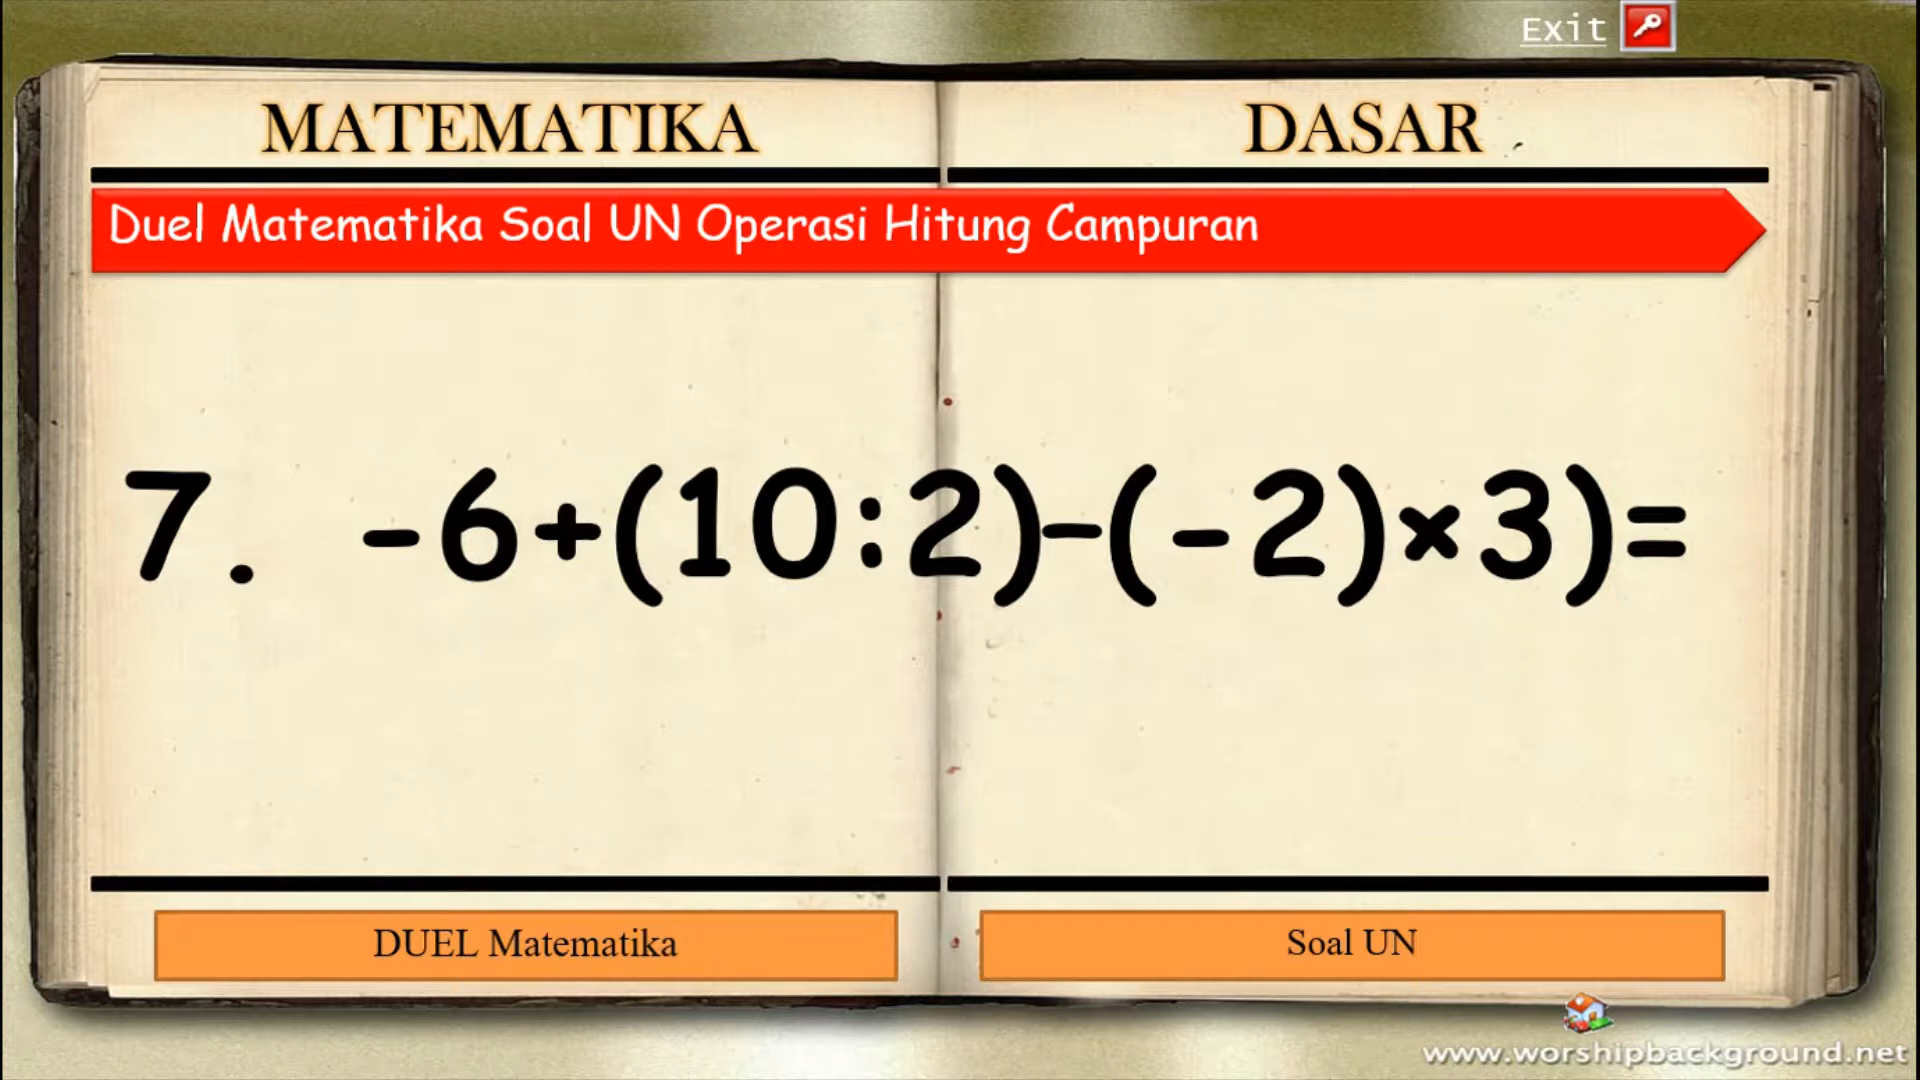 Exit
MATEMATIKA DASAR
Duel Matematika Soal UN Operasi Hitung Campuran
7. -6+(10:2)-(-2)×3)=
DUEL Matematika
Soal UN
www.worshipbackground.net